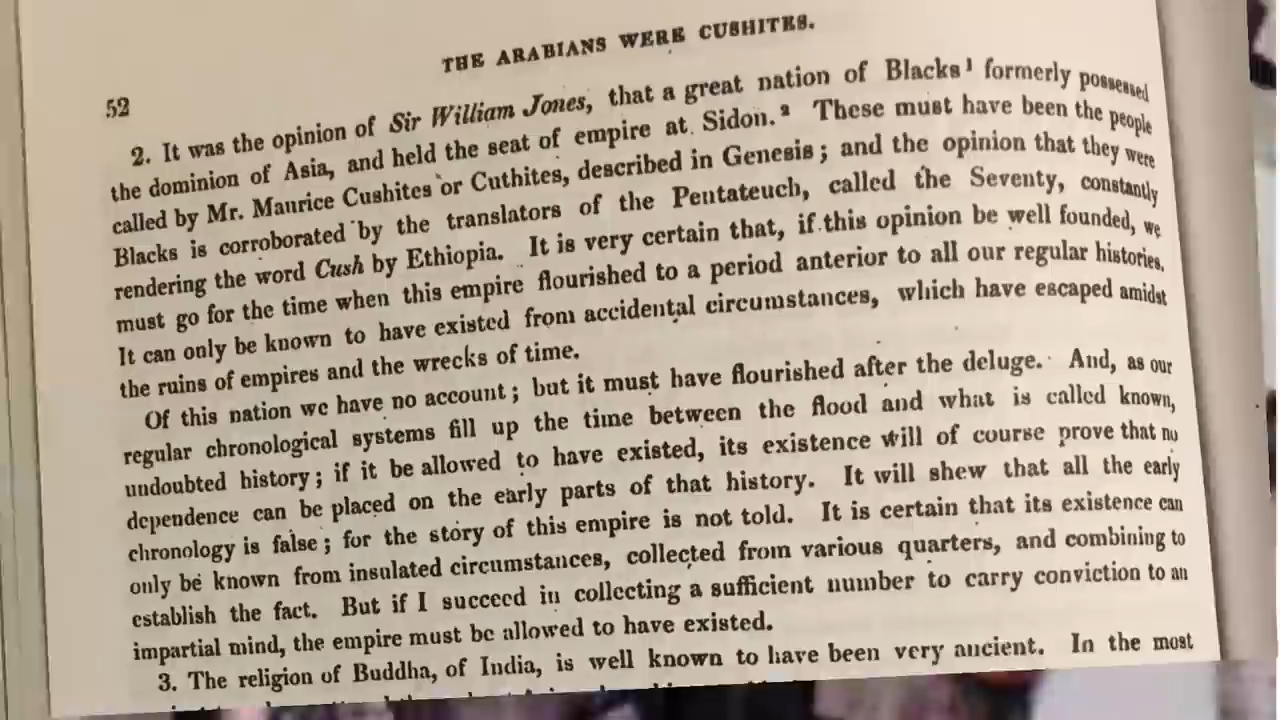 THE ARABIANS WERE CUSHITES.
52
2. It was the opinion of Sir William Jones, that a great nation of Blacks¹ formerly possessed
the dominion of Asia, and held the seat of empire at Sidon.² These must have been the people
called by Mr. Maurice Cushites or Cuthites, described in Genesis; and the opinion that they were
Blacks is corroborated by the translators of the Pentateuch, called the Seventy, constantly
rendering the word Cush by Ethiopia. It is very certain that, if this opinion be well founded, we
must go for the time when this empire flourished to a period anterior to all our regular histories.
It can only be known to have existed from accidental circumstances, which have escaped amidst
the ruins of empires and the wrecks of time.
Of this nation we have no account; but it must have flourished after the deluge. And, as our
regular chronological systems fill up the time between the flood and what is called known,
undoubted history; if it be allowed to have existed, its existence will of course prove that no
dependence can be placed on the early parts of that history. It will shew that all the early
chronology is false; for the story of this empire is not told. It is certain that its existence can
only be known from insulated circumstances, collected from various quarters, and combining to
establish the fact. But if I succeed in collecting a sufficient number to carry conviction to an
impartial mind, the empire must be allowed to have existed.
3. The religion of Buddha, of India, is well known to have been very ancient. In the most